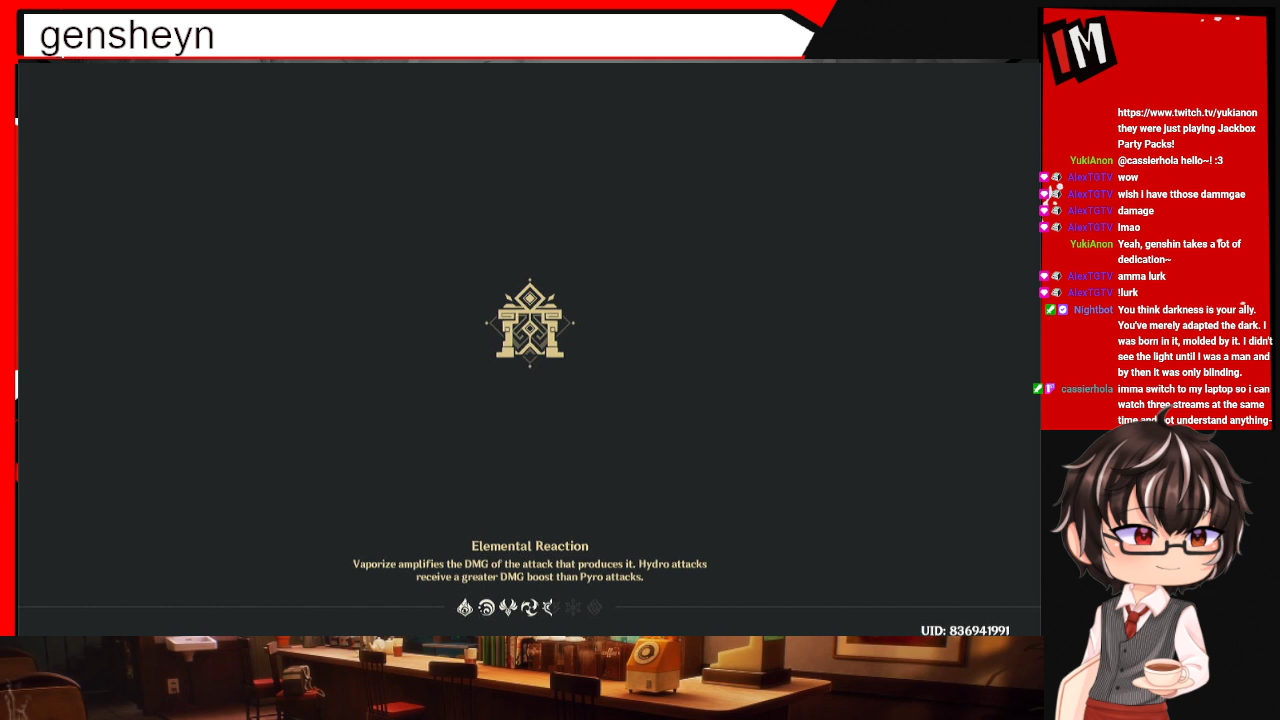 gensheyn
IM
https://www.twitch.tv/yukianon
they were just playing Jackbox
Party Packs!
YukiAnon @cassierhola hello~! :3
AlexTGTV wow
AlexTGTV wish i have tthose dammgae
AlexTGTV damage
AlexTGTV lmao
YukiAnon Yeah, genshin takes a lot of
dedication~
AlexTGTV amma lurk
AlexTGTV !lurk
Nightbot You think darkness is your ally.
You've merely adapted the dark. I
was born in it, molded by it. I didn't
see the light until I was a man and
by then it was only blinding.
cassierhola imma switch to my laptop so i can
watch three streams at the same
time and not understand anything-
Elemental Reaction
Vaporize amplifies the DMG of the attack that produces it. Hydro attacks
receive a greater DMG boost than Pyro attacks.
UID: 836941991